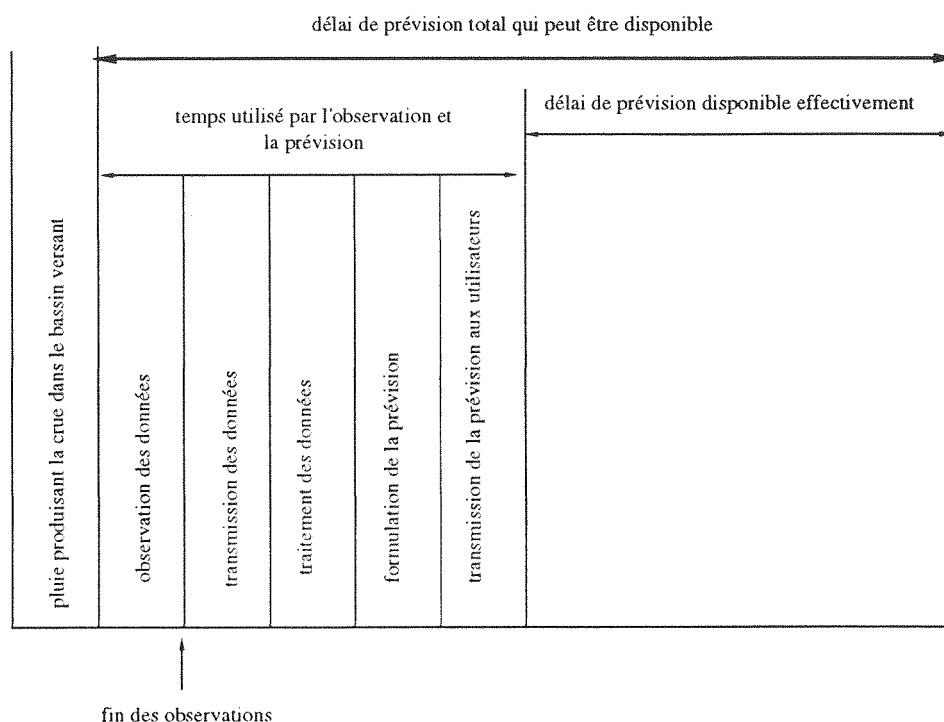 délai de prévision total qui peut être disponible
délai de prévision disponible effectivement
temps utilisé par l'observation et
la prévision
pluie produisant la crue dans le bassin versant
observation des données
transmission des données
traitement des données
formulation de la prévision
transmission de la prévision aux utilisateurs
fin des observations